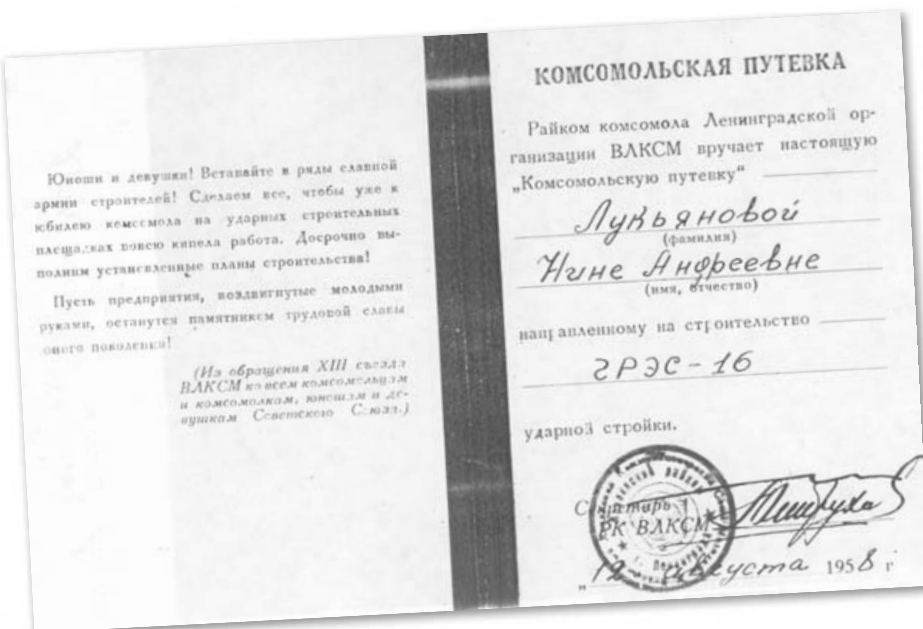 Юноши и девушки! Вставайте в ряды славной
армии строителей! Сделаем все, чтобы уже к
юбилею комсомола на ударных строительных
площадках вовсю кипела работа. Досрочно вы-
полним установленные планы строительства!
Пусть предприятия, воздвигнутые молодыми
руками, останутся памятником трудовой славы
юного поколения!
(Из обращения XIII съезда
ВЛКСМ ко всем комсомольцам
и комсомолкам, юношам и де-
вушкам Советского Союза.)
КОМСОМОЛЬСКАЯ ПУТЕВКА
Райком комсомола Ленинградской ор-
ганизации ВЛКСМ вручает настоящую
„Комсомольскую путевку“
Лукьяновой
(фамилия)
Нине Андреевне
(имя, отчество)
направленному на строительство
ГРЭС-16
ударной стройки.
Секретарь
РК ВЛКСМ
„12 августа 1958 г